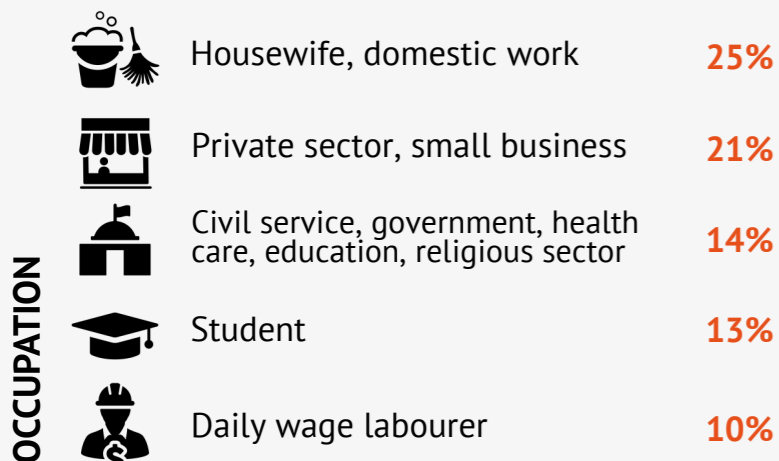 Housewife, domestic work 25%
Private sector, small business 21%
Civil service, government, health
care, education, religious sector 14%
Student 13%
Daily wage labourer 10%
OCCUPATION